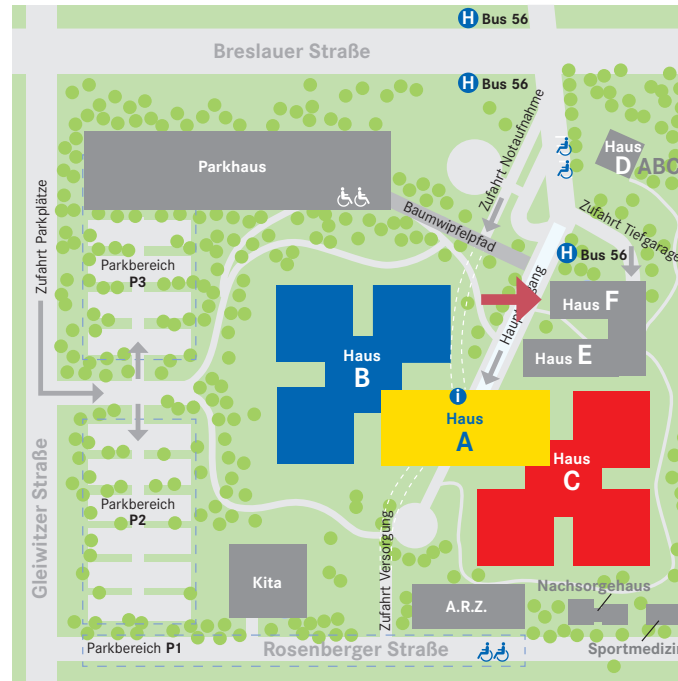 H Bus 56
Breslauer Straße
H Bus 56
Haus
D ABC
Parkhaus
Zufahrt Notaufnahme
Baumwipfelpfad
Zufahrt Tiefgarage
H Bus 56
Zufahrt Parkplätze
Parkbereich
P3
Haupteingang
Haus F
Haus E
Haus
B
i
Haus
A
Haus
C
Parkbereich
P2
Gleiwitzer Straße
Zufahrt Versorgung
Kita
A.R.Z.
Nachsorgehaus
Parkbereich P1
Rosenberger Straße
Sportmedizin